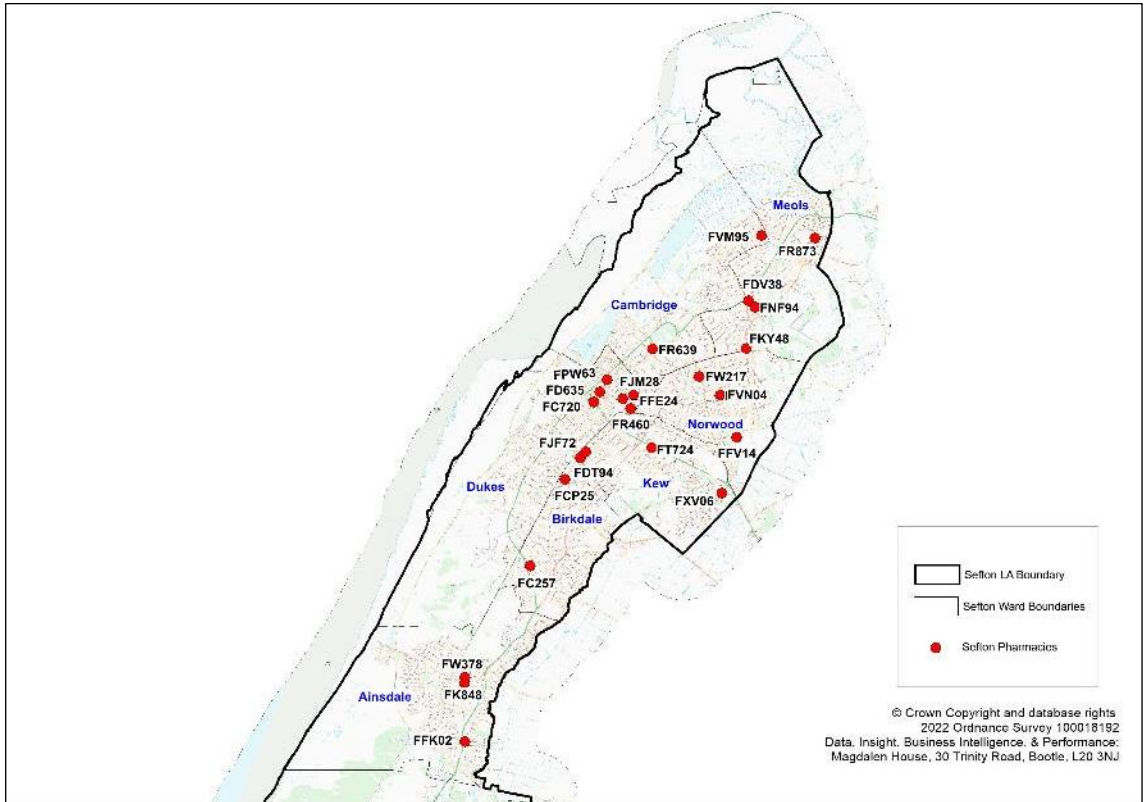 Meols
FVM95
FR873
FDV38
FNF94
Cambridge
FR639
FKY48
FPW63
FJM28
FW217
FD635
FFE24
FVN04
FC720
FR460
Norwood
FFV14
FJF72
FT724
FDT94
Dukes
FCP25
Kew
FXV06
Birkdale
FC257
FW378
FK848
Ainsdale
FFK02
Sefton LA Boundary
Sefton Ward Boundaries
Sefton Pharmacies
© Crown Copyright and database rights
2022 Ordnance Survey 100018192
Data, Insight, Business Intelligence, & Performance:
Magdalen House, 30 Trinity Road, Bootle, L20 3NJ